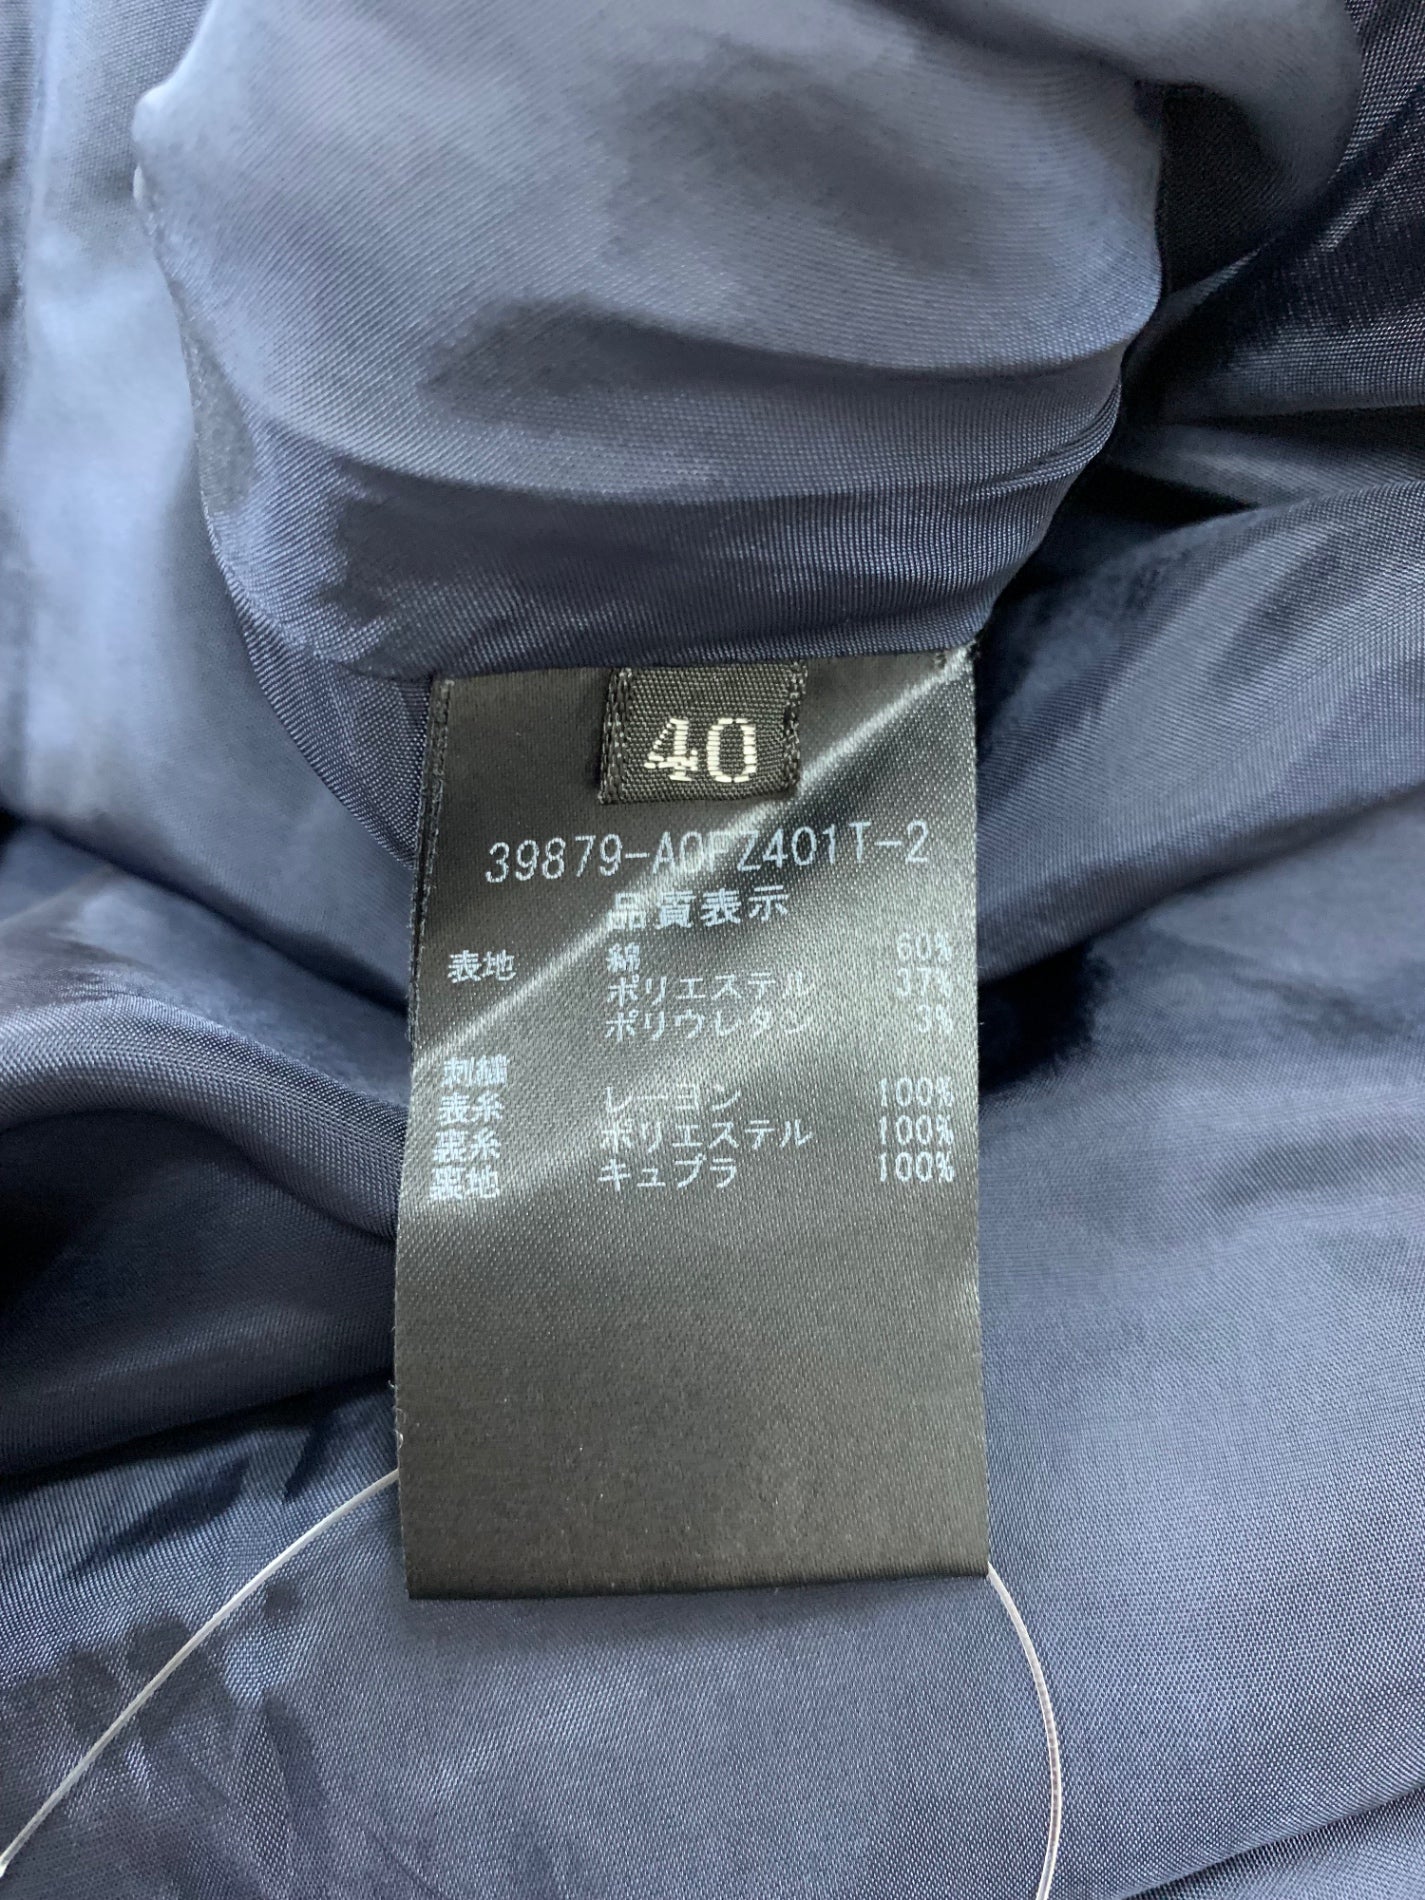 40
39879-A0FZ401T-2
品質表示
表地 綿 60%
ポリエステル 37%
ポリウレタン 3%
刺繍
表糸 レーヨン 100%
裏糸 ポリエステル 100%
裏地 キュプラ 100%